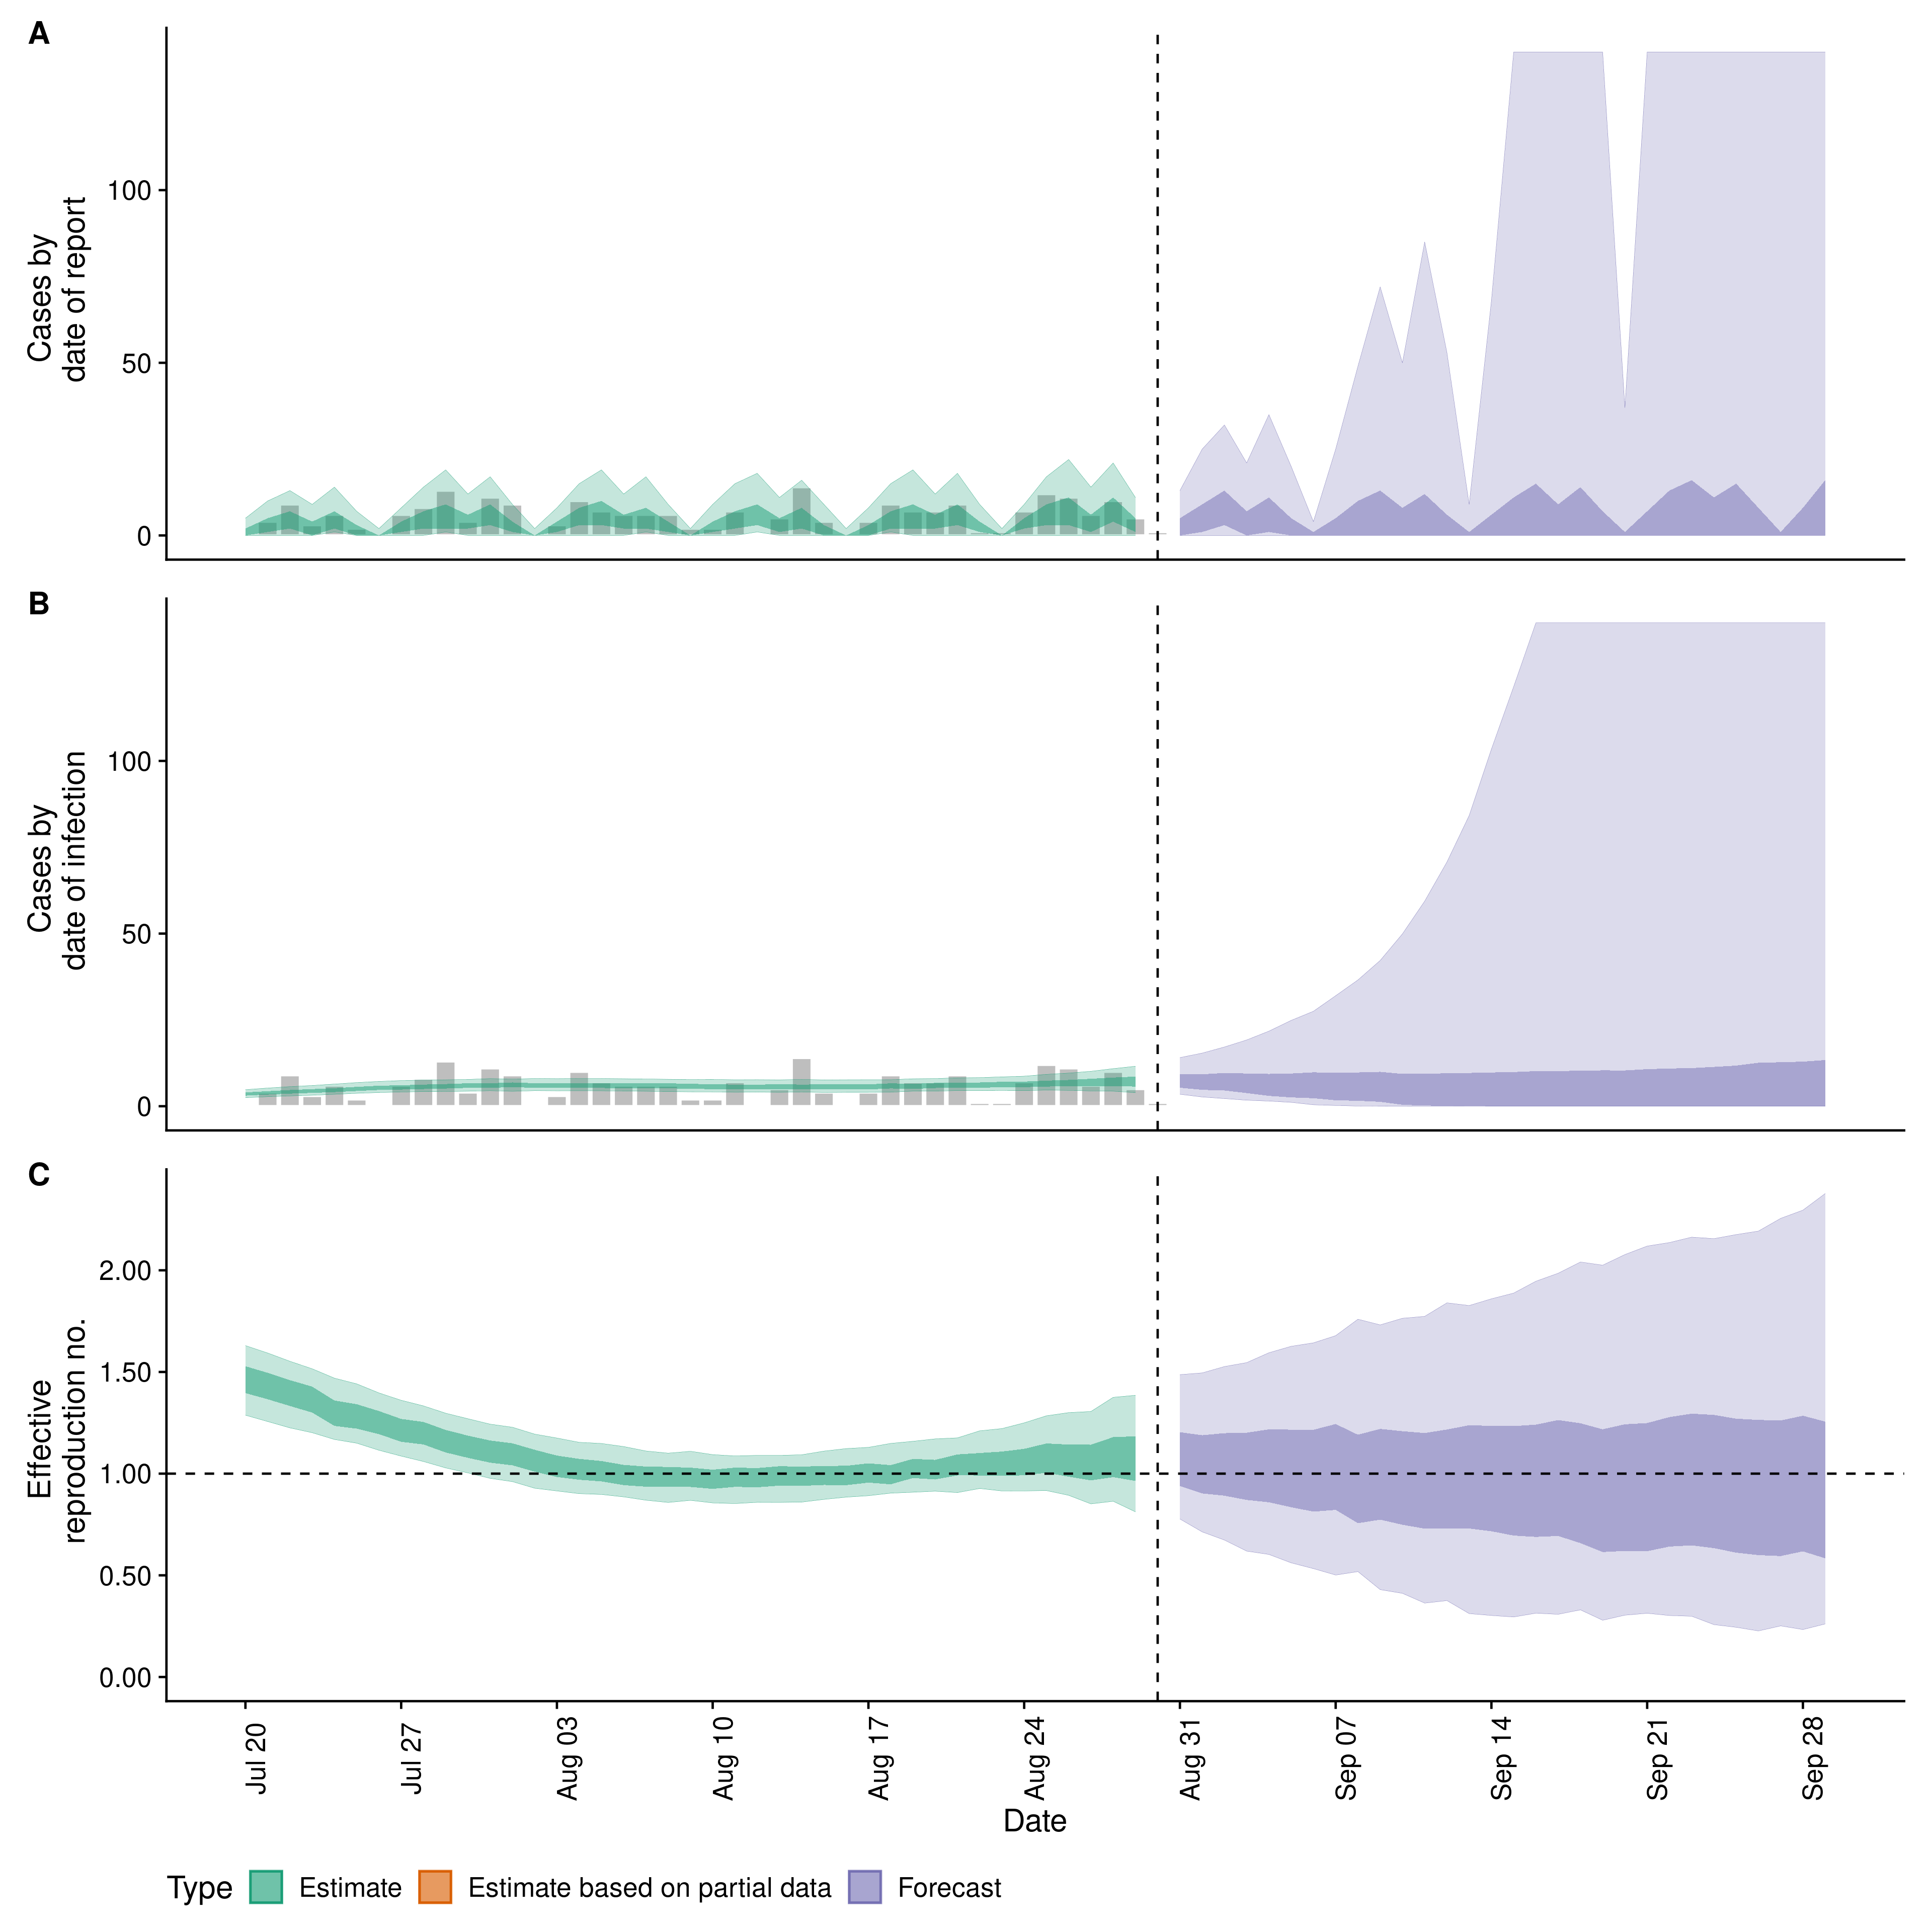 A
Cases by
date of report
100
50
0
B
Cases by
date of infection
100
50
0
C
Effective
reproduction no.
2.00
1.50
1.00
0.50
0.00
Jul 20
Jul 27
Aug 03
Aug 10
Aug 17
Aug 24
Aug 31
Sep 07
Sep 14
Sep 21
Sep 28
Date
Type Estimate Estimate based on partial data Forecast